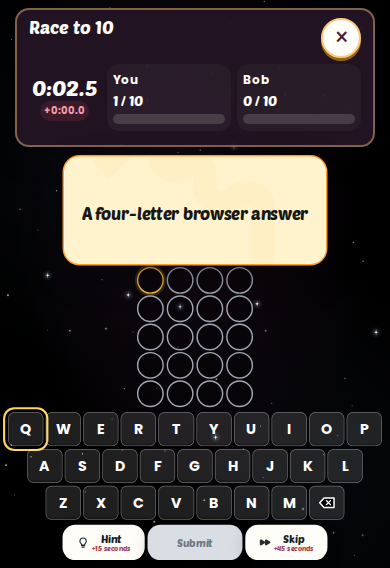 Race to 10
×
0:02.5
+0:00.0
You
1 / 10
Bob
0 / 10
A four-letter browser answer
Q W E R T Y U I O P
A S D F G H J K L
Z X C V B N M
Hint
+15 seconds
Submit
Skip
+45 seconds